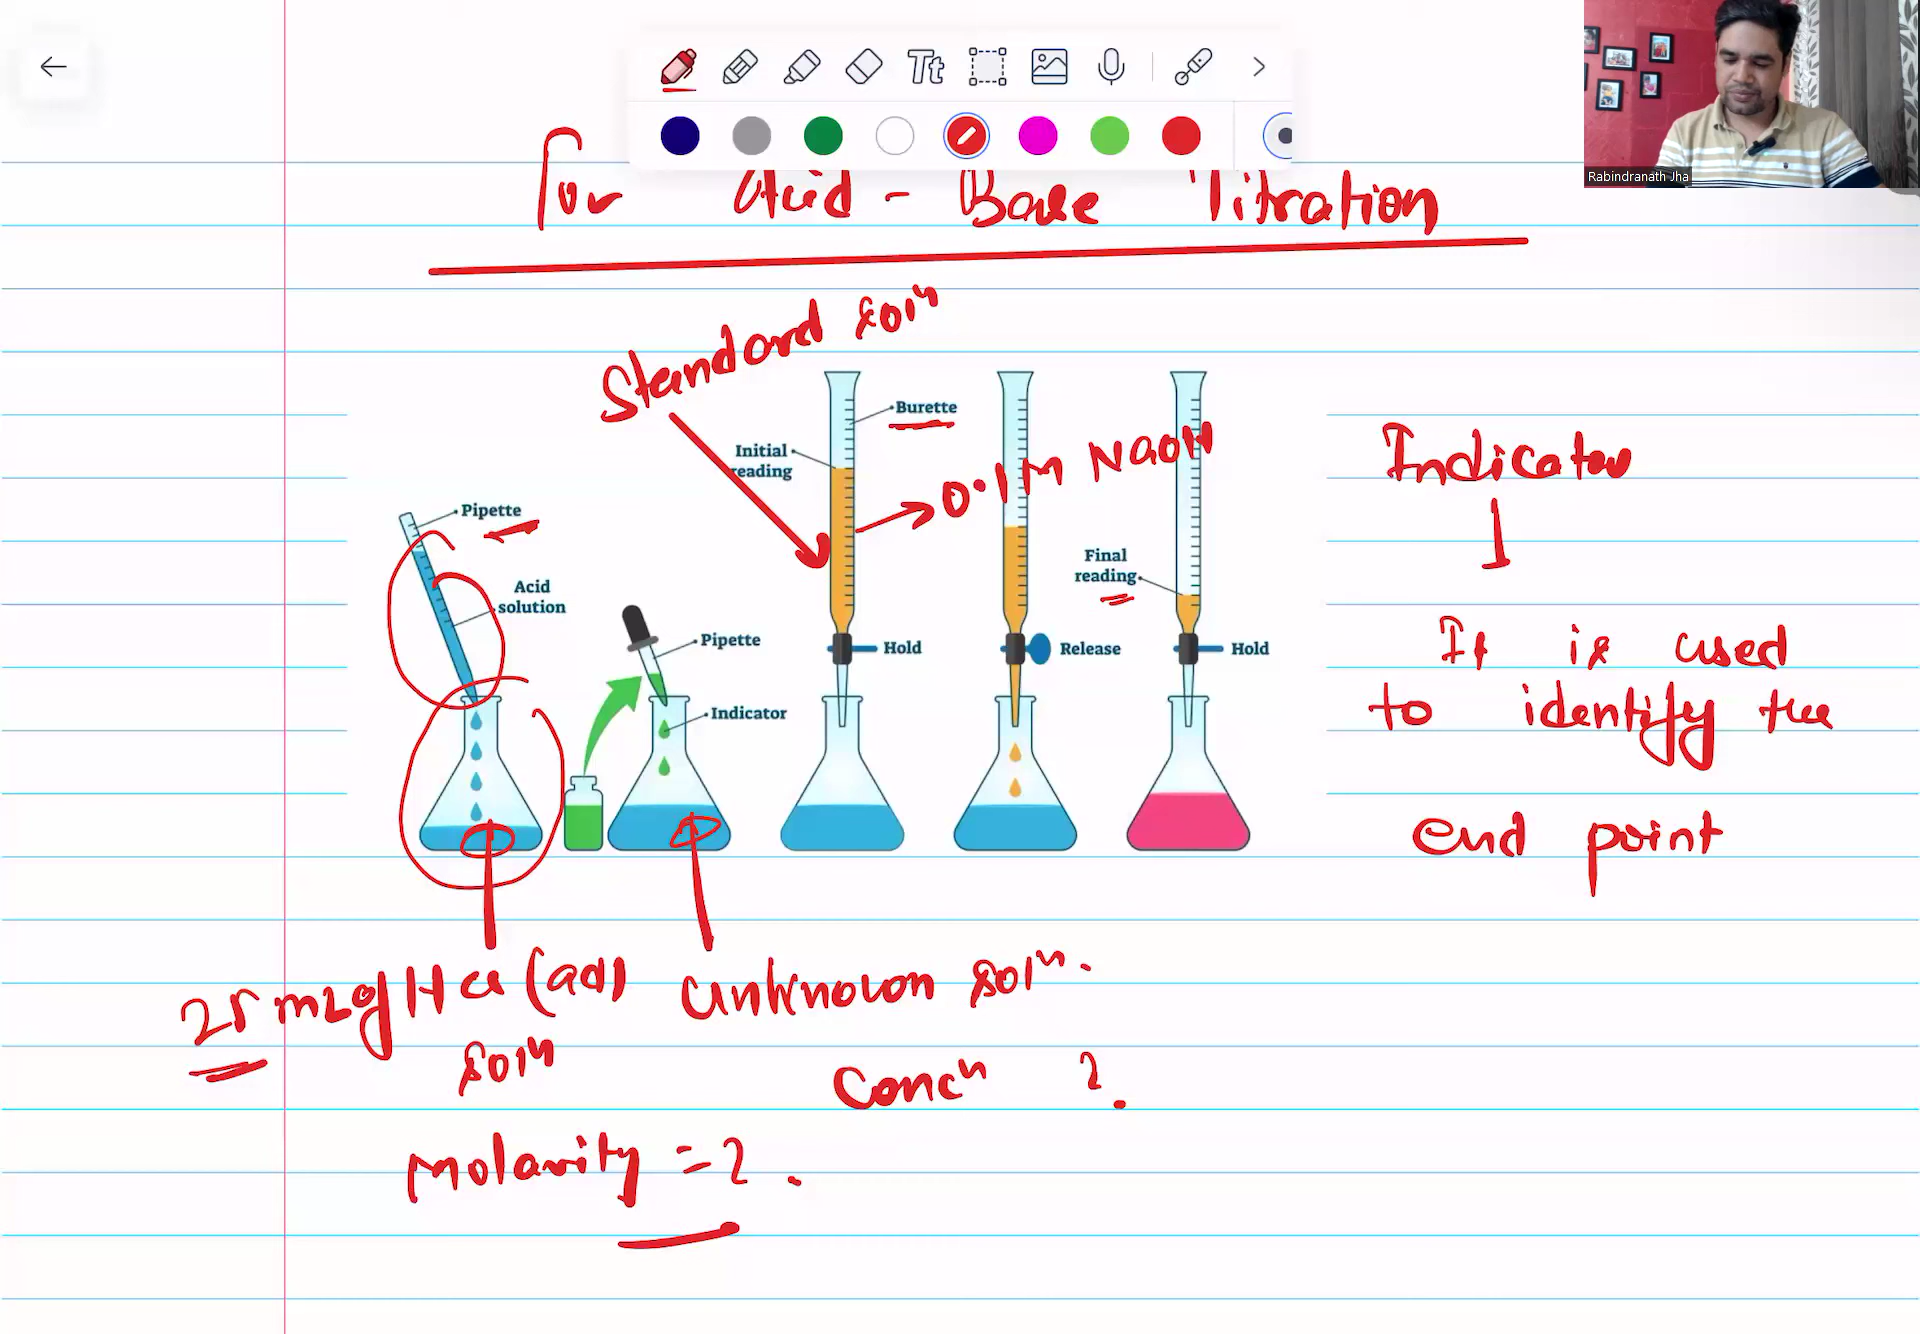 Tt
Rabindranath Jha
For Acid - Base Titration
Standard soln
Burette
Initial
reading
0.1M NaOH
Pipette
Acid
solution
Final
reading
Pipette
Hold
Release
Hold
Indicator
Indicator
It is used
to identify the
end point
25 mL of HCl (aq)
soln
unknown soln.
Concn ?
Molarity = ?